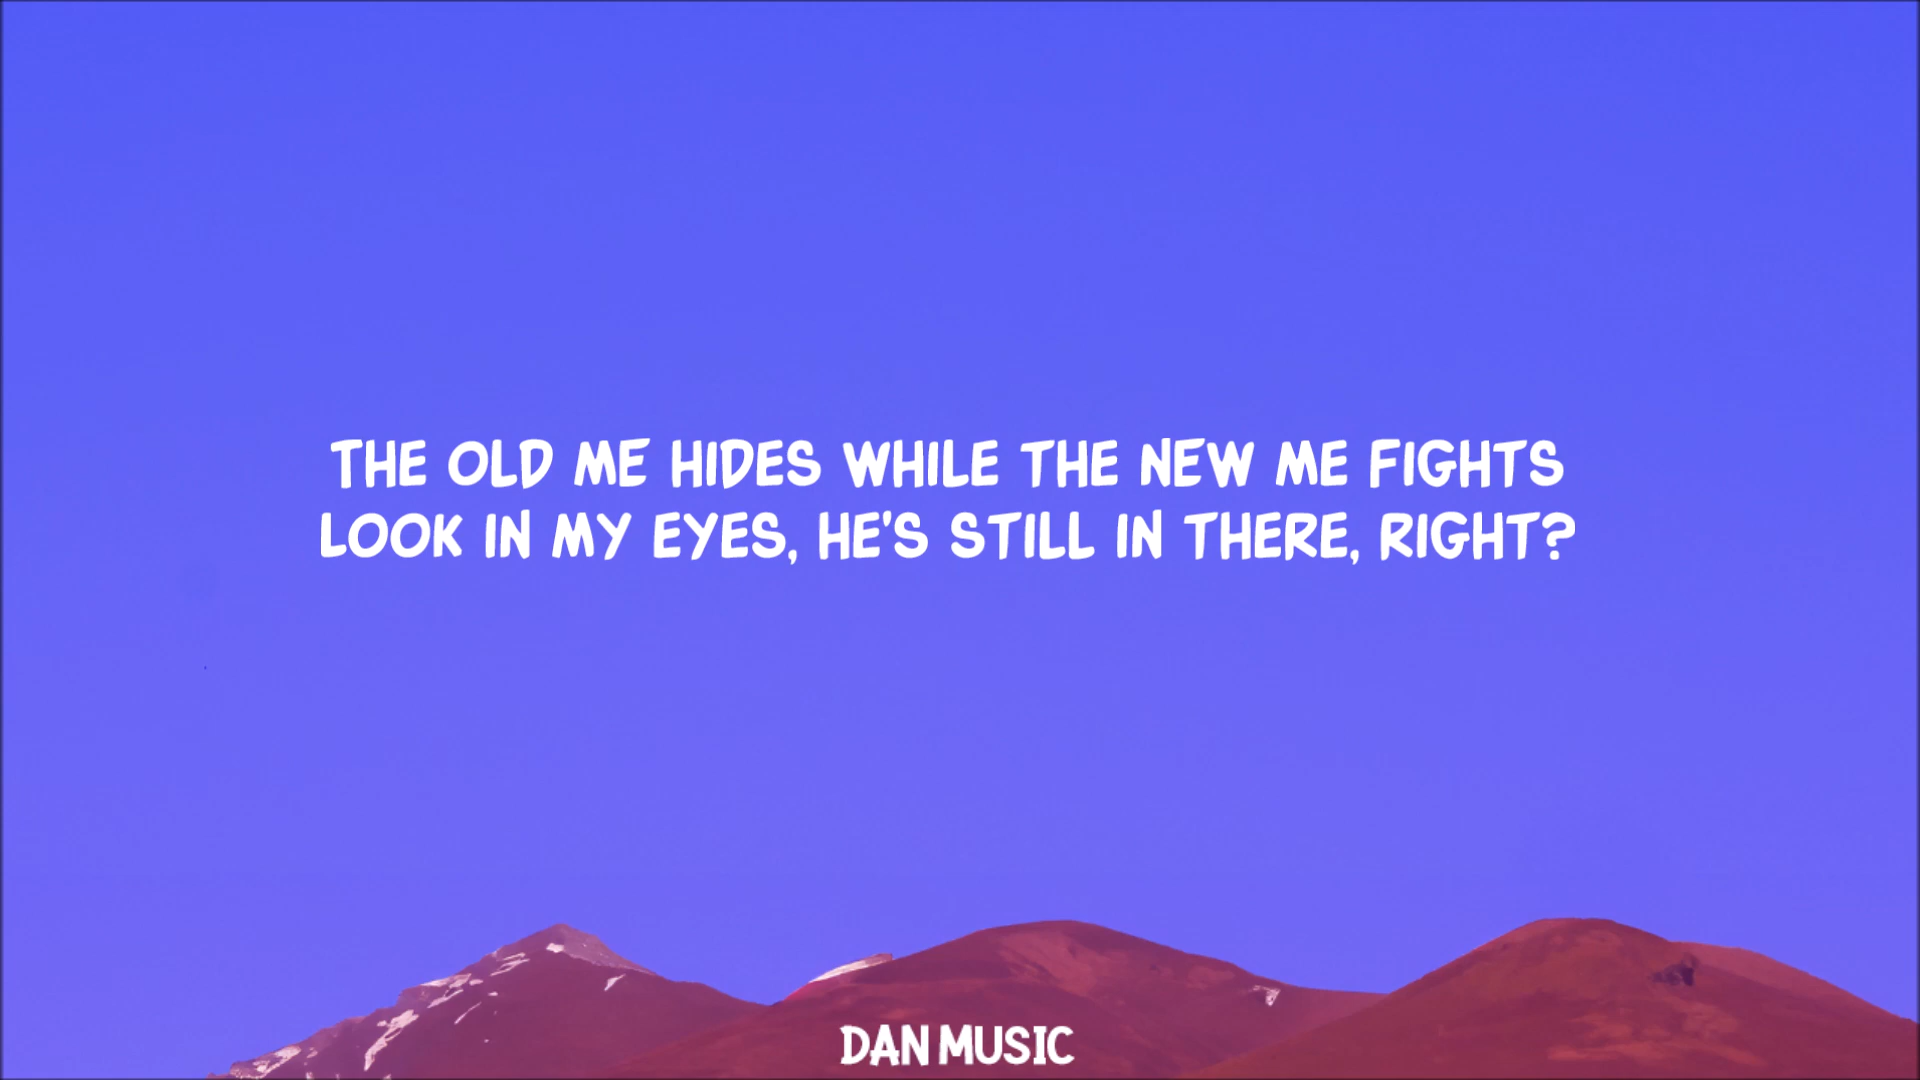 THE OLD ME HIDES WHILE THE NEW ME FIGHTS
LOOK IN MY EYES, HE'S STILL IN THERE, RIGHT?
DAN MUSIC